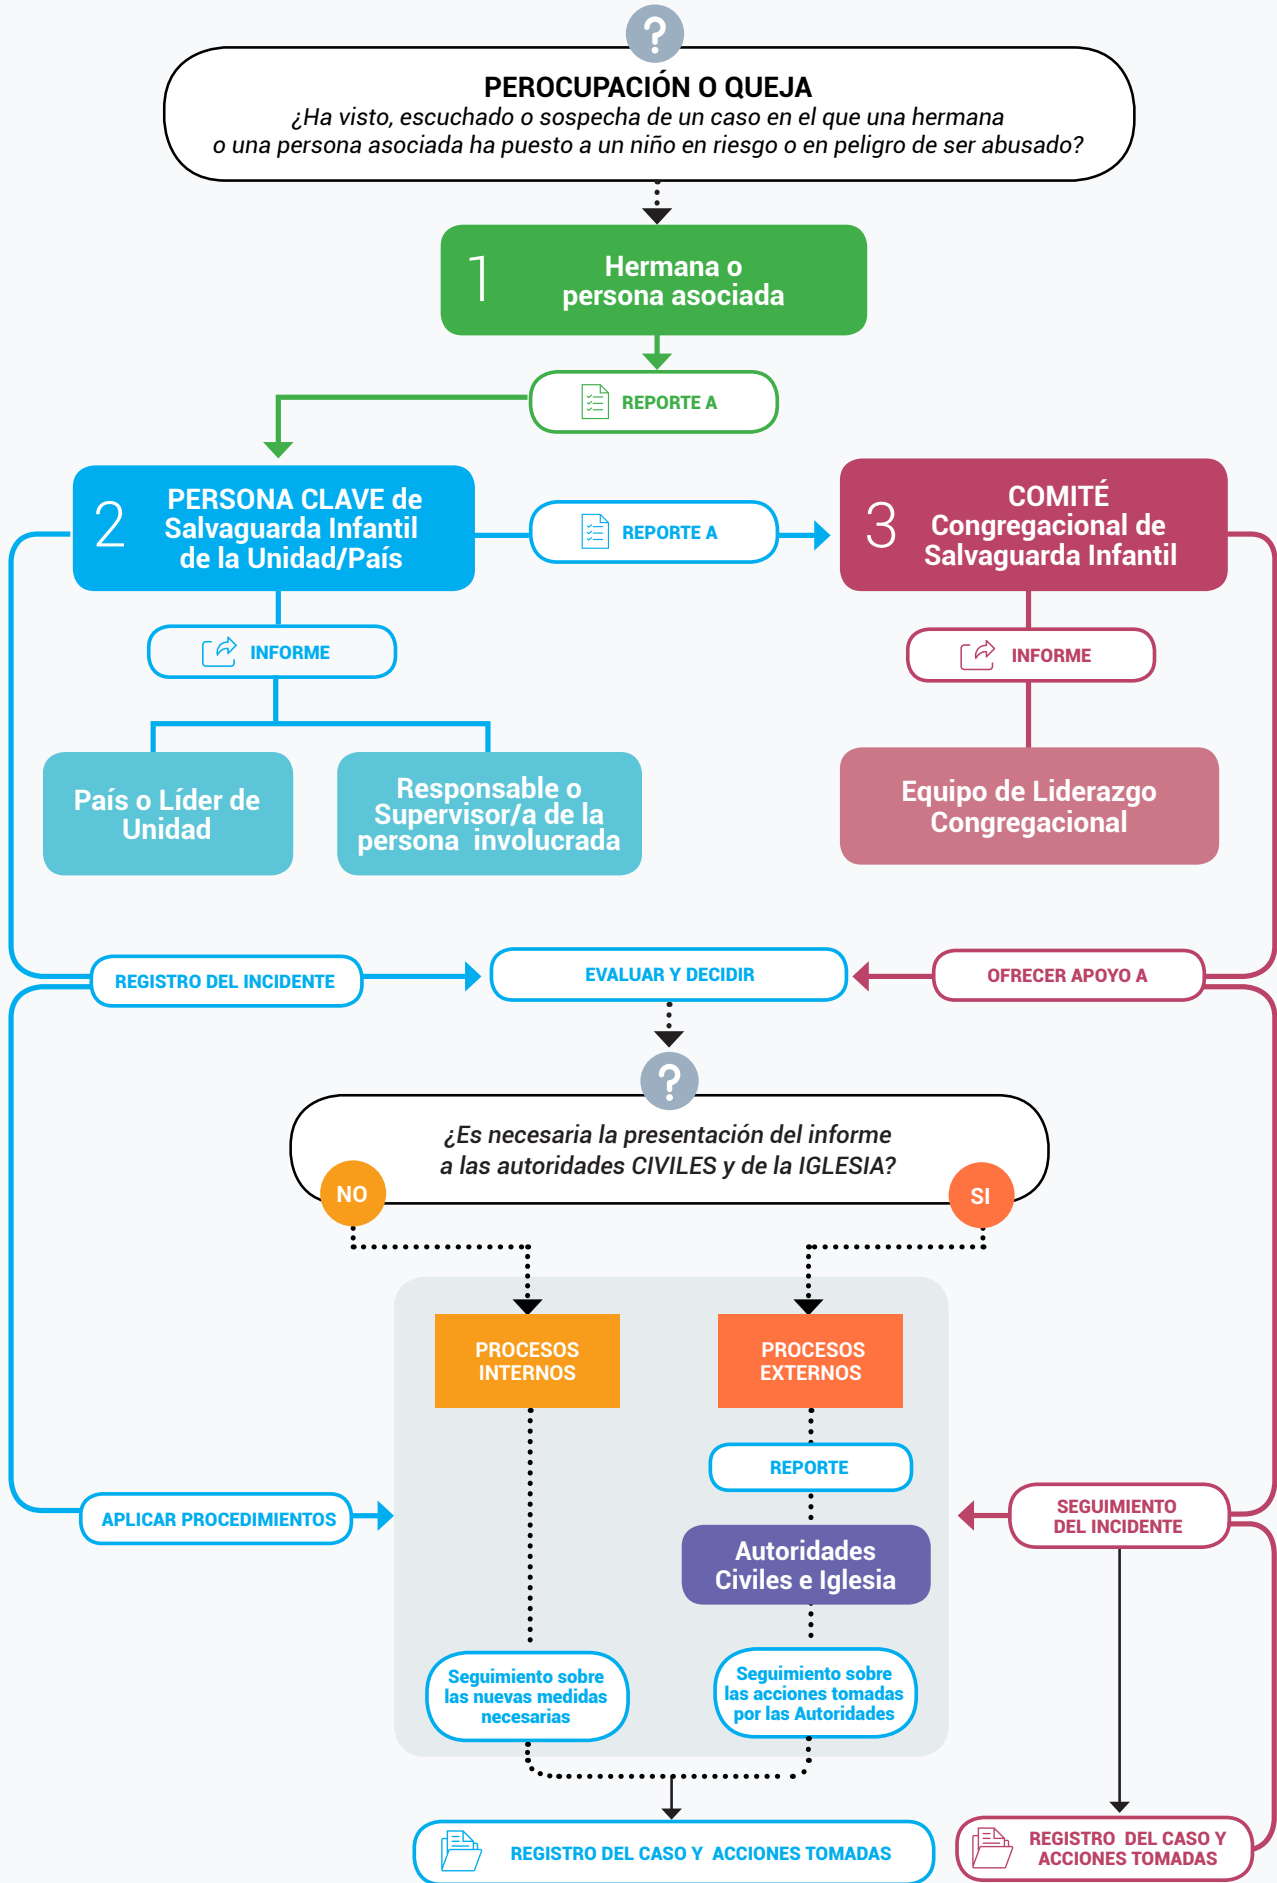 ?
PEROCUPACIÓN O QUEJA
¿Ha visto, escuchado o sospecha de un caso en el que una hermana
o una persona asociada ha puesto a un niño en riesgo o en peligro de ser abusado?
1
Hermana o
persona asociada
REPORTE A
2
PERSONA CLAVE de
Salvaguarda Infantil
de la Unidad/País
REPORTE A
3
COMITÉ
Congregacional de
Salvaguarda Infantil
INFORME
INFORME
País o Líder de
Unidad
Responsable o
Supervisor/a de la
persona involucrada
Equipo de Liderazgo
Congregacional
REGISTRO DEL INCIDENTE
EVALUAR Y DECIDIR
OFRECER APOYO A
?
¿Es necesaria la presentación del informe
a las autoridades CIVILES y de la IGLESIA?
NO
SI
PROCESOS
INTERNOS
PROCESOS
EXTERNOS
REPORTE
APLICAR PROCEDIMIENTOS
SEGUIMIENTO
DEL INCIDENTE
Autoridades
Civiles e Iglesia
Seguimiento sobre
las nuevas medidas
necesarias
Seguimiento sobre
las acciones tomadas
por las Autoridades
REGISTRO DEL CASO Y ACCIONES TOMADAS
REGISTRO DEL CASO Y
ACCIONES TOMADAS